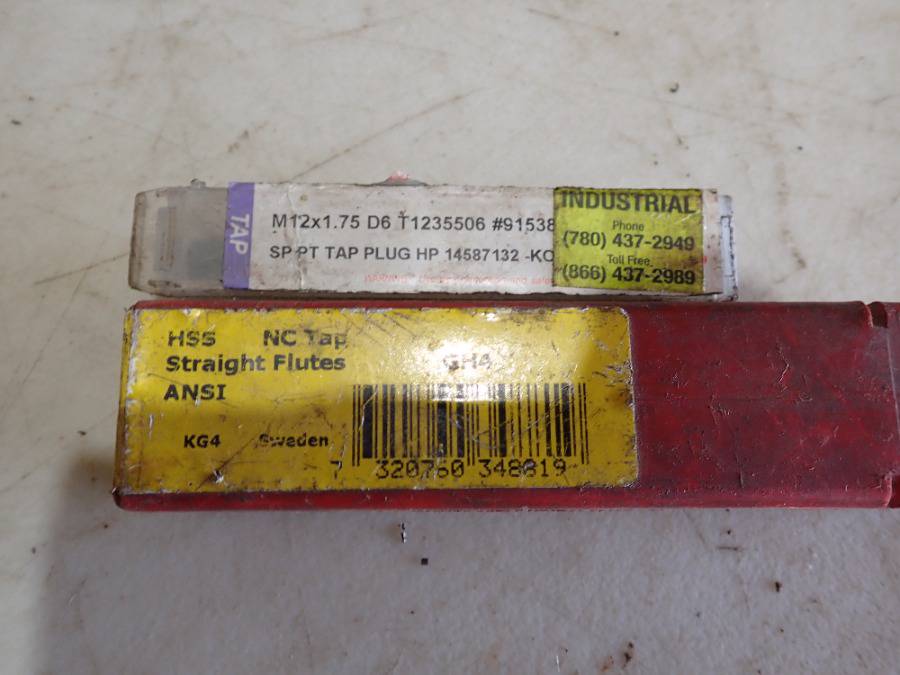 TAP
M12x1.75 D6 T1235506 #91538
SP PT TAP PLUG HP 14587132 -KO
INDUSTRIAL
Phone
(780) 437-2949
Toll Free
(866) 437-2989
HSS NC Tap
Straight Flutes GH4
ANSI
KG4 Sweden
7 320760 348819